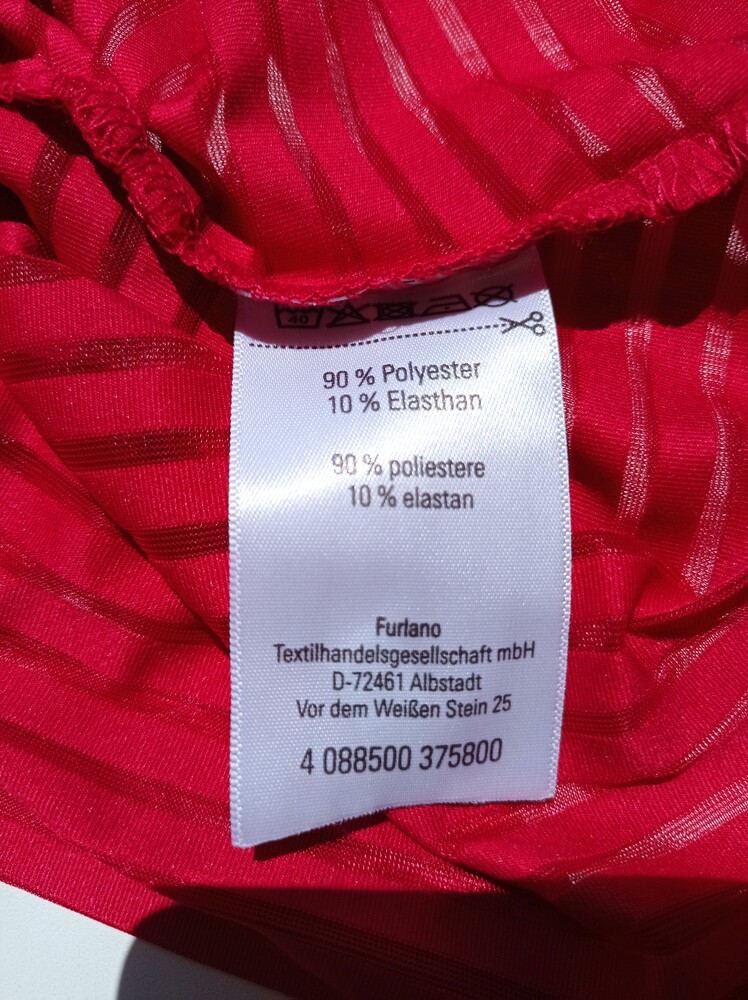 40
90 % Polyester
10 % Elasthan
90 % poliestere
10 % elastan
Furlano
Textilhandelsgesellschaft mbH
D-72461 Albstadt
Vor dem Weißen Stein 25
4 088500 375800